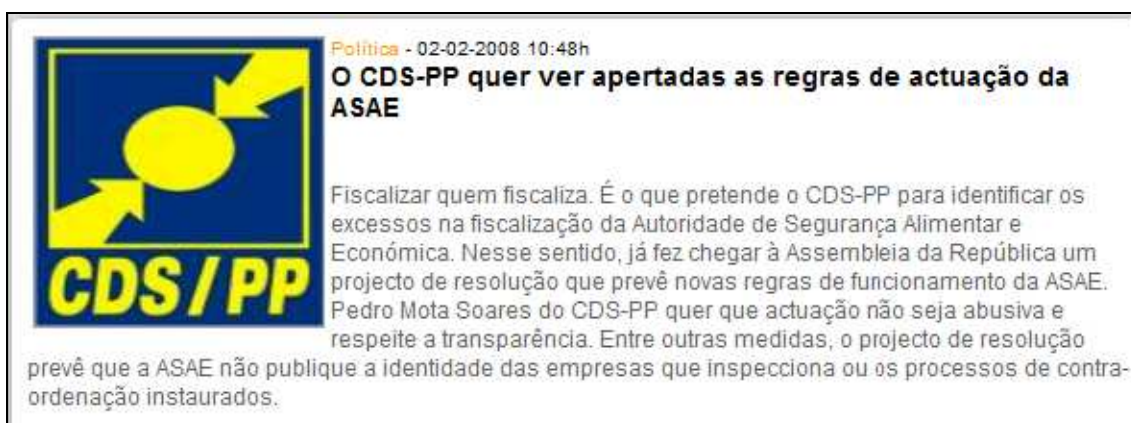 Política - 02-02-2008 10:48h
O CDS-PP quer ver apertadas as regras de actuação da
ASAE
Fiscalizar quem fiscaliza. É o que pretende o CDS-PP para identificar os
excessos na fiscalização da Autoridade de Segurança Alimentar e
Económica. Nesse sentido, já fez chegar à Assembleia da República um
projecto de resolução que prevê novas regras de funcionamento da ASAE.
Pedro Mota Soares do CDS-PP quer que actuação não seja abusiva e
respeite a transparência. Entre outras medidas, o projecto de resolução
prevê que a ASAE não publique a identidade das empresas que inspecciona ou os processos de contra-
ordenação instaurados.
CDS/PP